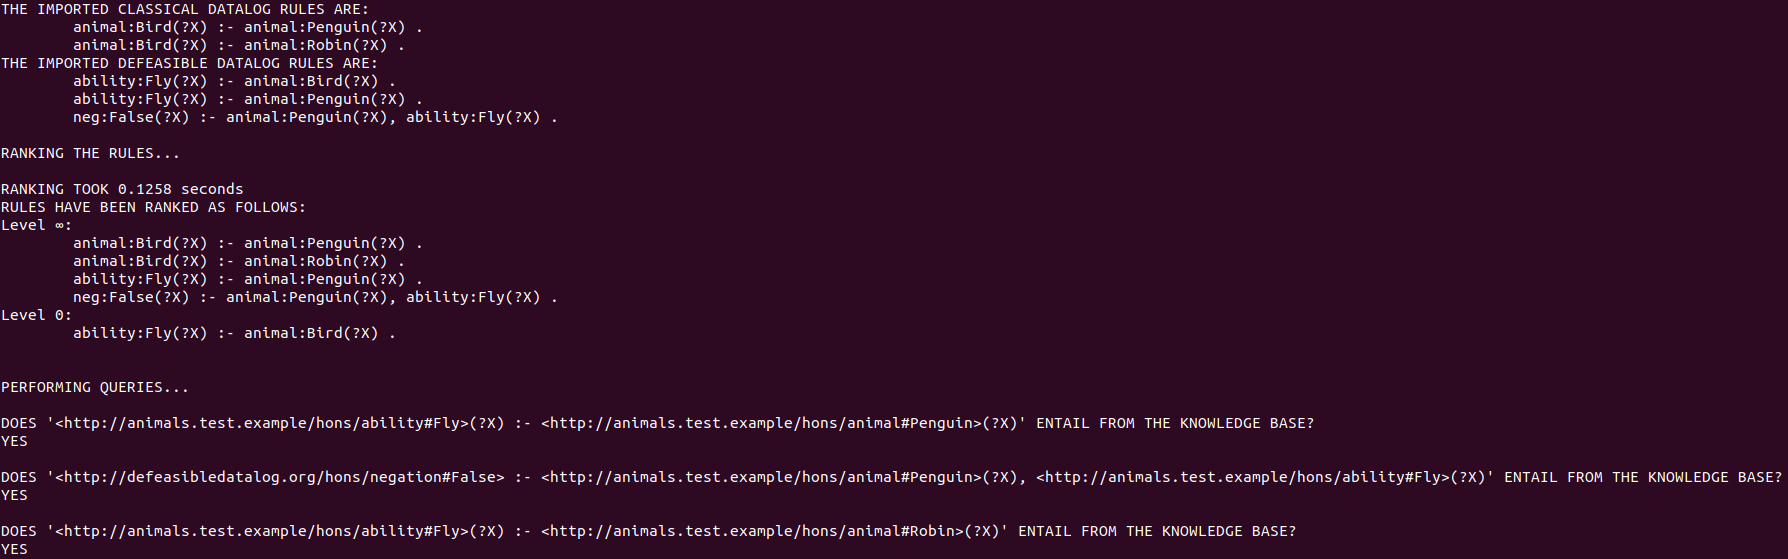 THE IMPORTED CLASSICAL DATALOG RULES ARE:
        animal:Bird(?X) :- animal:Penguin(?X) .
        animal:Bird(?X) :- animal:Robin(?X) .
THE IMPORTED DEFEASIBLE DATALOG RULES ARE:
        ability:Fly(?X) :- animal:Bird(?X) .
        ability:Fly(?X) :- animal:Penguin(?X) .
        neg:False(?X) :- animal:Penguin(?X), ability:Fly(?X) .
RANKING THE RULES...
RANKING TOOK 0.1258 seconds
RULES HAVE BEEN RANKED AS FOLLOWS:
Level ∞:
        animal:Bird(?X) :- animal:Penguin(?X) .
        animal:Bird(?X) :- animal:Robin(?X) .
        ability:Fly(?X) :- animal:Penguin(?X) .
        neg:False(?X) :- animal:Penguin(?X), ability:Fly(?X) .
Level 0:
        ability:Fly(?X) :- animal:Bird(?X) .
PERFORMING QUERIES...
DOES '<http://animals.test.example/hons/ability#Fly>(?X) :- <http://animals.test.example/hons/animal#Penguin>(?X)' ENTAIL FROM THE KNOWLEDGE BASE?
YES
DOES '<http://defeasibledatalog.org/hons/negation#False> :- <http://animals.test.example/hons/animal#Penguin>(?X), <http://animals.test.example/hons/ability#Fly>(?X)' ENTAIL FROM THE KNOWLEDGE BASE?
YES
DOES '<http://animals.test.example/hons/ability#Fly>(?X) :- <http://animals.test.example/hons/animal#Robin>(?X)' ENTAIL FROM THE KNOWLEDGE BASE?
YES